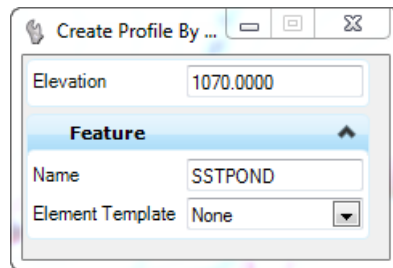 Create Profile By ...
Elevation 1070.0000
Feature
Name SSTPOND
Element Template None